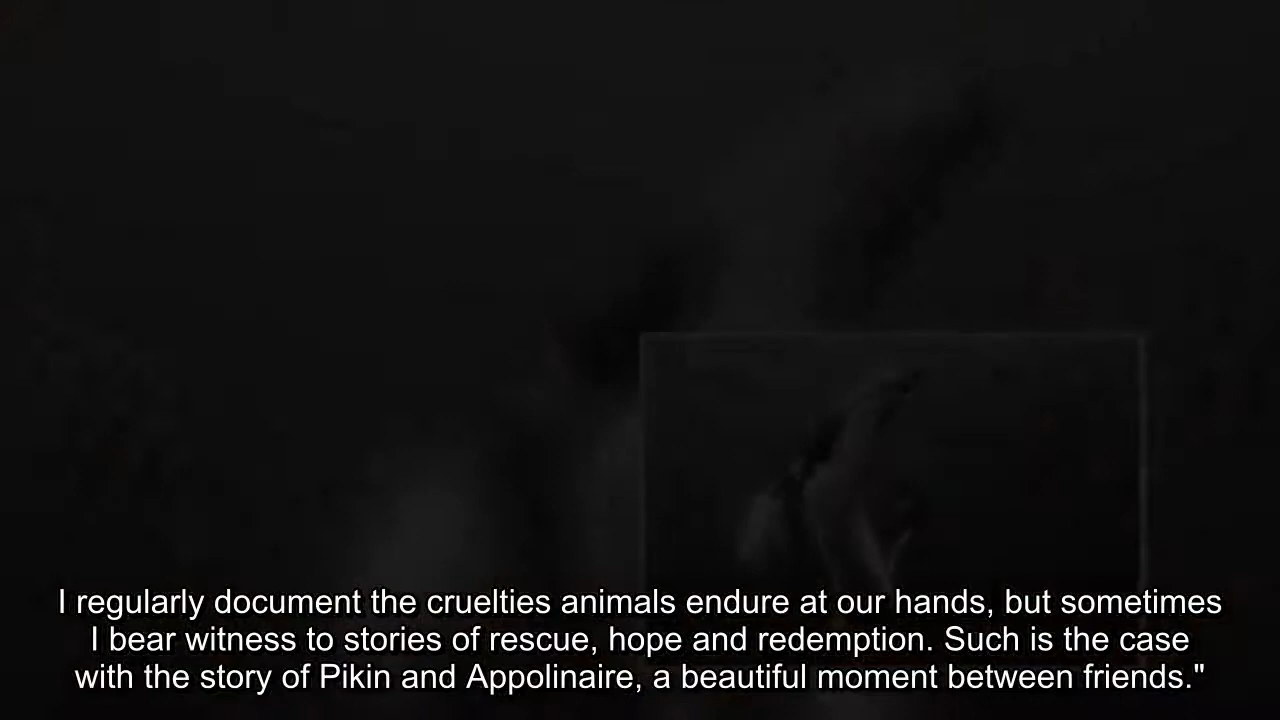 I regularly document the cruelties animals endure at our hands, but sometimes
I bear witness to stories of rescue, hope and redemption. Such is the case
with the story of Pikin and Appolinaire, a beautiful moment between friends."